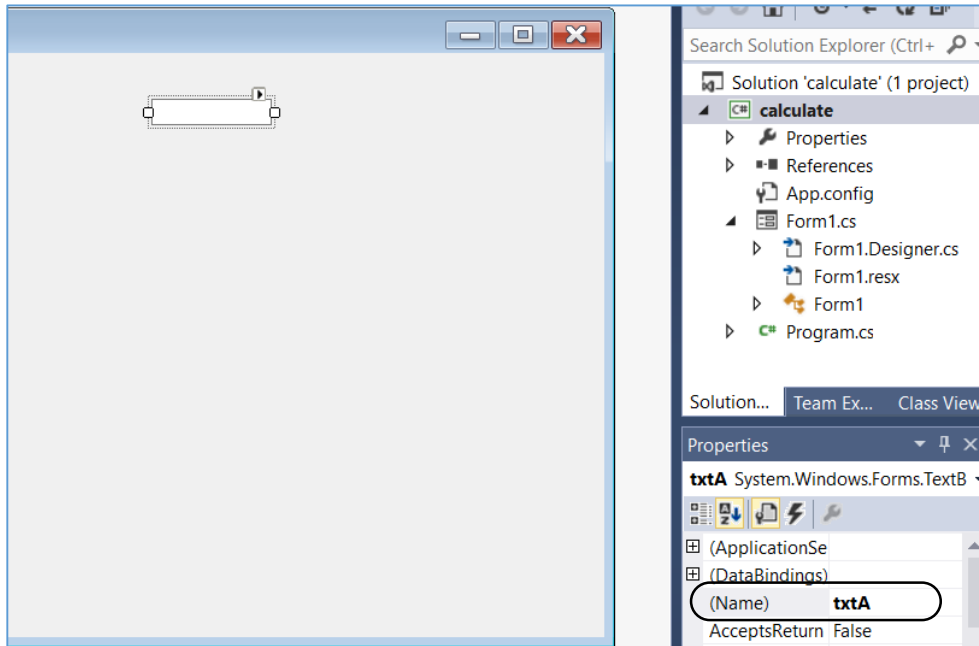 Search Solution Explorer (Ctrl+
Solution 'calculate' (1 project)
C# calculate
Properties
References
App.config
Form1.cs
Form1.Designer.cs
Form1.resx
Form1
C# Program.cs
Solution... Team Ex... Class View
Properties
txtA System.Windows.Forms.TextB
(ApplicationSe
(DataBindings)
(Name) txtA
AcceptsReturn False